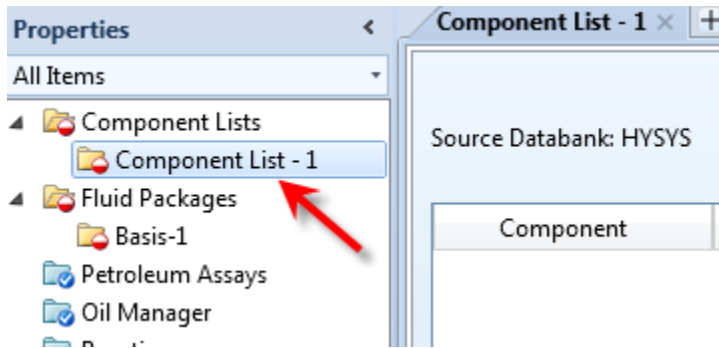 Properties
All Items
Component Lists
Component List - 1
Fluid Packages
Basis-1
Petroleum Assays
Oil Manager
Component List - 1
Source Databank: HYSYS
Component